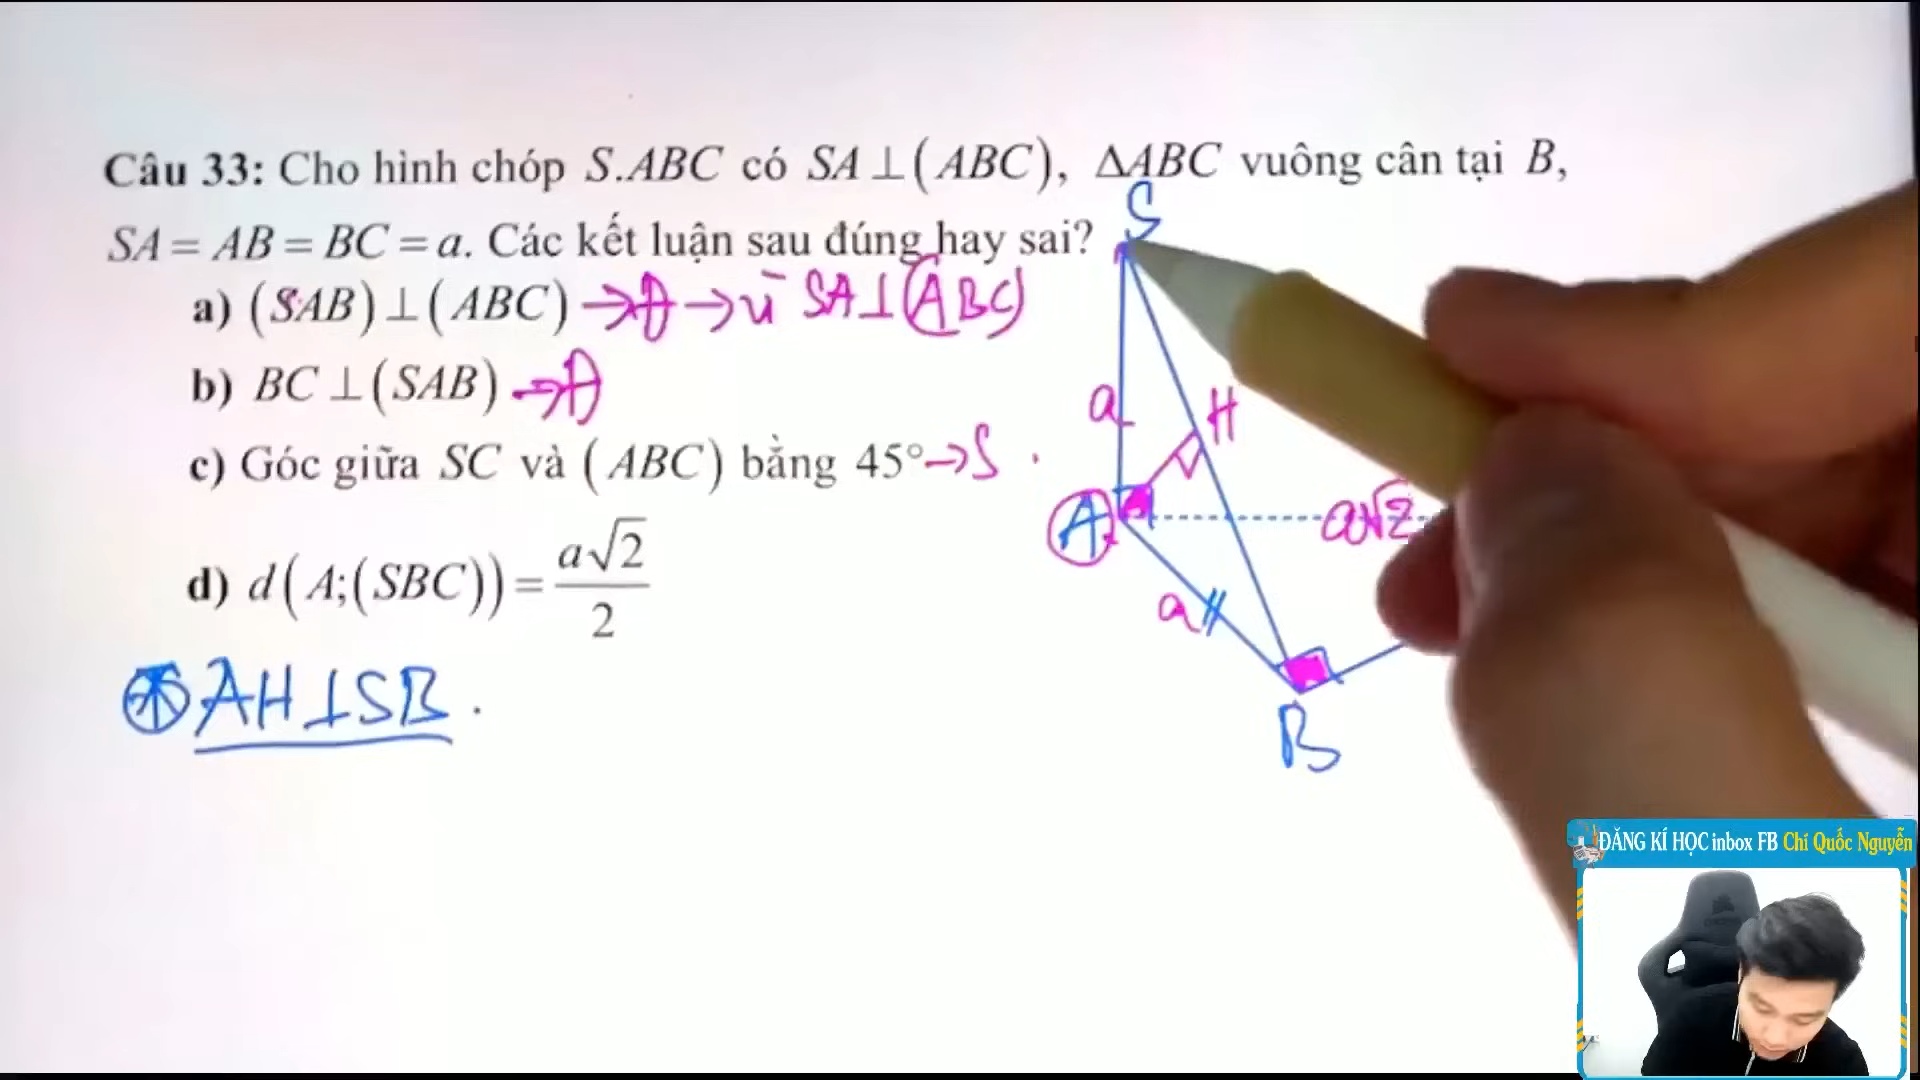 Câu 33: Cho hình chóp S.ABC có SA ⊥ (ABC), ΔABC vuông cân tại B,
SA = AB = BC = a. Các kết luận sau đúng hay sai?
a) (SAB) ⊥ (ABC) → Đ → vì SA ⊥ (ABC)
b) BC ⊥ (SAB) → Đ
c) Góc giữa SC và (ABC) bằng 45° → S
d) d(A;(SBC)) = a√2/2
⊛ AH ⊥ SB.
S
a
H
A
a√2
a
B
ĐĂNG KÍ HỌC inbox FB Chí Quốc Nguyễn